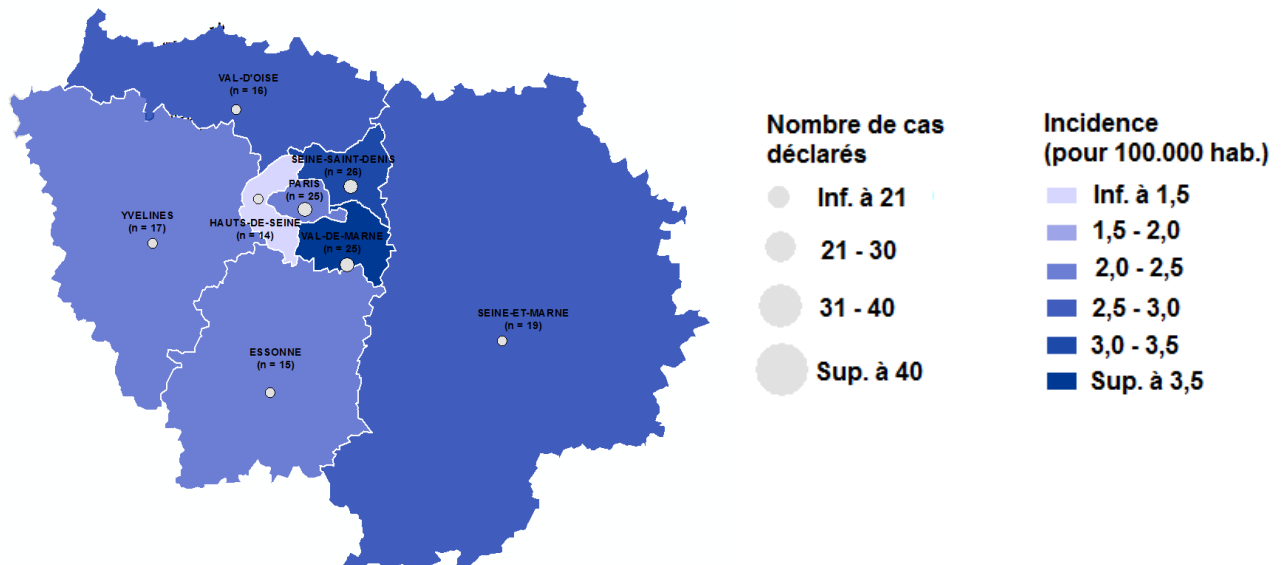 VAL-D'OISE
(n = 16)
SEINE-SAINT-DENIS
(n = 26)
PARIS
(n = 25)
YVELINES
(n = 17)
HAUTS-DE-SEINE
(n = 14)
VAL-DE-MARNE
(n = 25)
SEINE-ET-MARNE
(n = 19)
ESSONNE
(n = 15)
Nombre de cas
déclarés
Inf. à 21
21 - 30
31 - 40
Sup. à 40
Incidence
(pour 100.000 hab.)
Inf. à 1,5
1,5 - 2,0
2,0 - 2,5
2,5 - 3,0
3,0 - 3,5
Sup. à 3,5